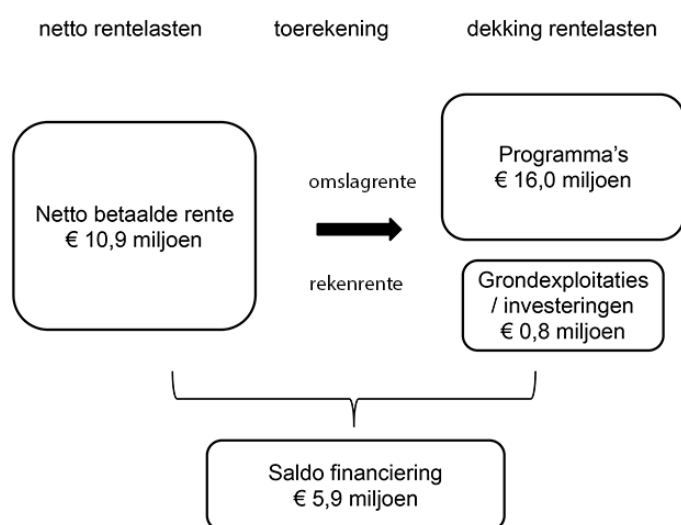 netto rentelasten
toerekening
dekking rentelasten
Netto betaalde rente
€ 10,9 miljoen
omslagrente
rekenrente
Programma's
€ 16,0 miljoen
Grondexploitaties
/ investeringen
€ 0,8 miljoen
Saldo financiering
€ 5,9 miljoen